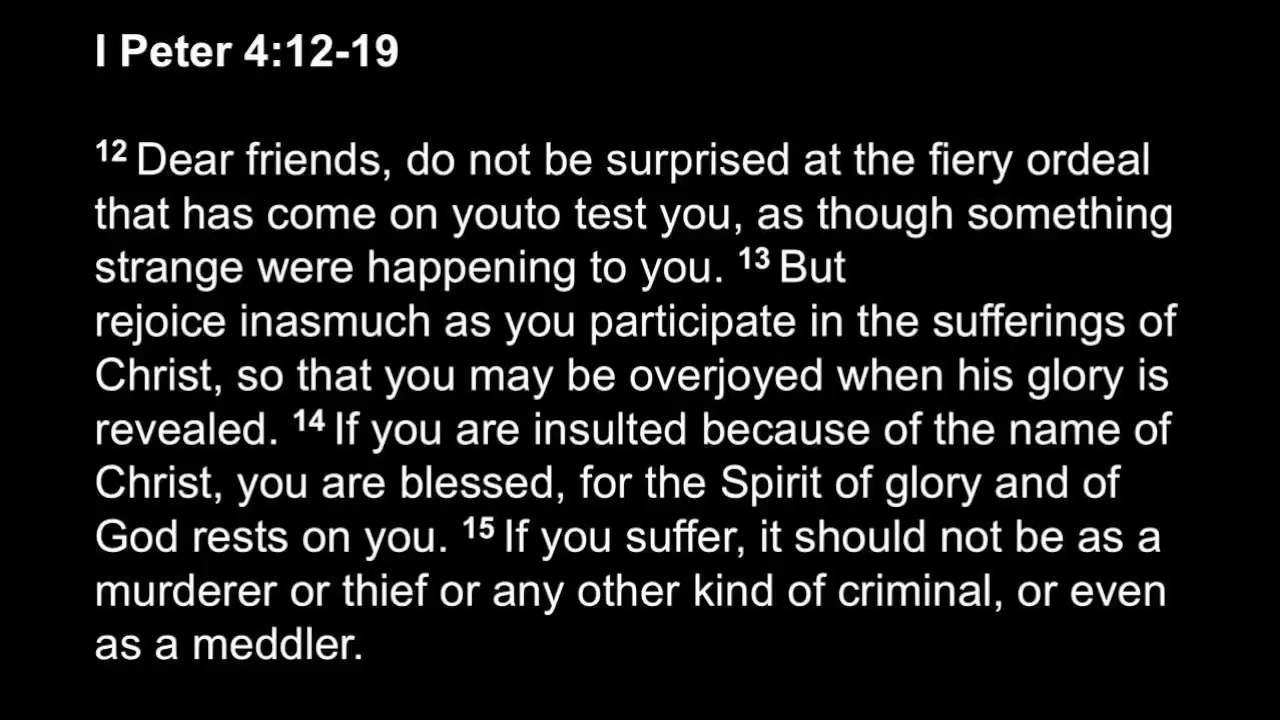 I Peter 4:12-19
12 Dear friends, do not be surprised at the fiery ordeal
that has come on youto test you, as though something
strange were happening to you. 13 But
rejoice inasmuch as you participate in the sufferings of
Christ, so that you may be overjoyed when his glory is
revealed. 14 If you are insulted because of the name of
Christ, you are blessed, for the Spirit of glory and of
God rests on you. 15 If you suffer, it should not be as a
murderer or thief or any other kind of criminal, or even
as a meddler.